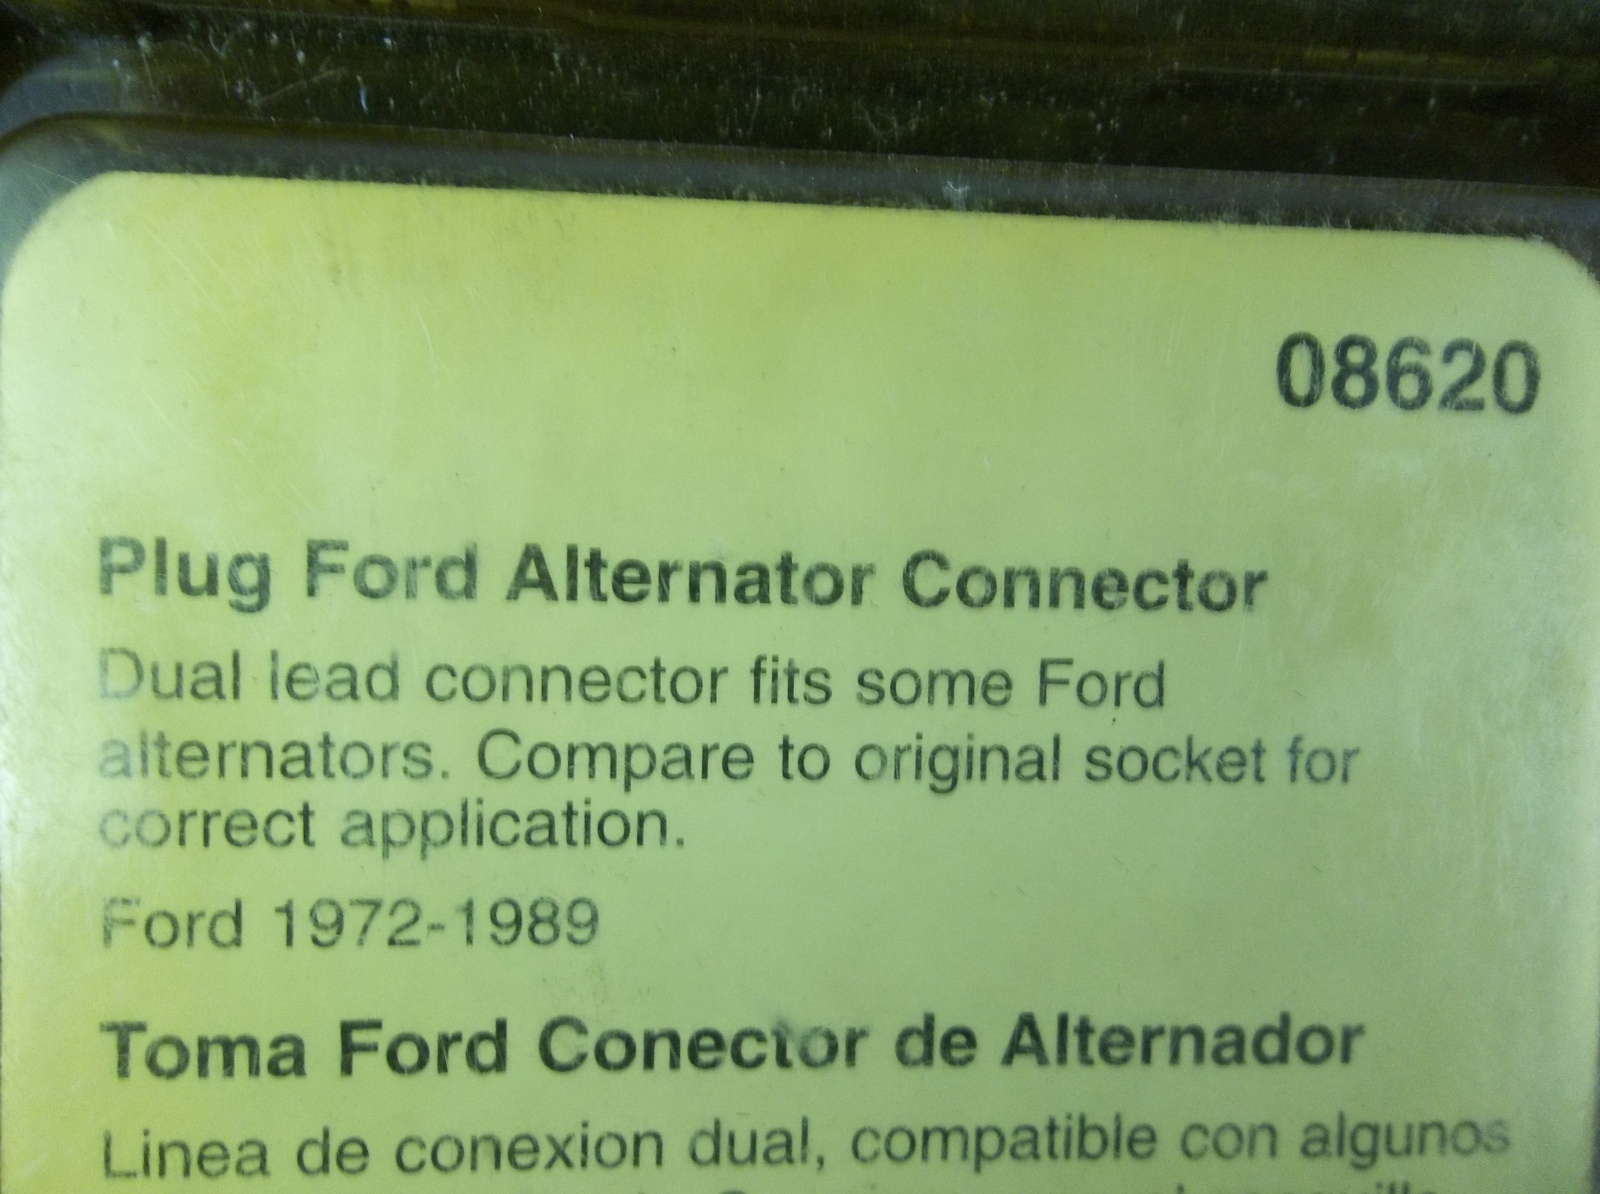 08620
Plug Ford Alternator Connector
Dual lead connector fits some Ford
alternators. Compare to original socket for
correct application.
Ford 1972-1989
Toma Ford Conector de Alternador
Linea de conexion dual, compatible con algunos